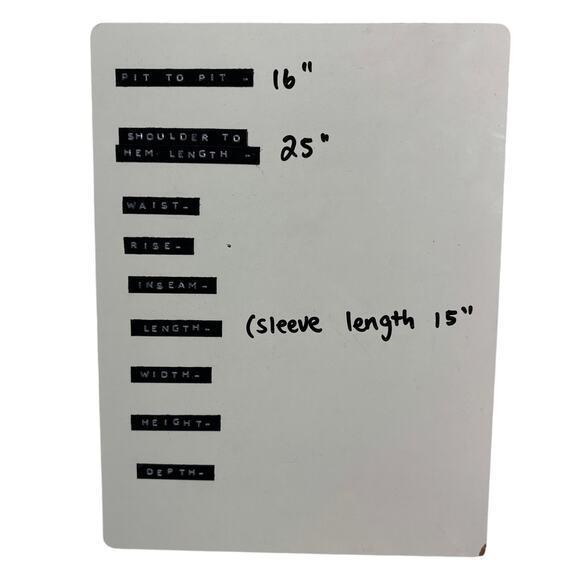 PIT TO PIT - 16"
SHOULDER TO
HEM LENGTH - 25"
WAIST-
RISE-
INSEAM-
LENGTH- (sleeve length 15"
WIDTH-
HEIGHT-
DEPTH-